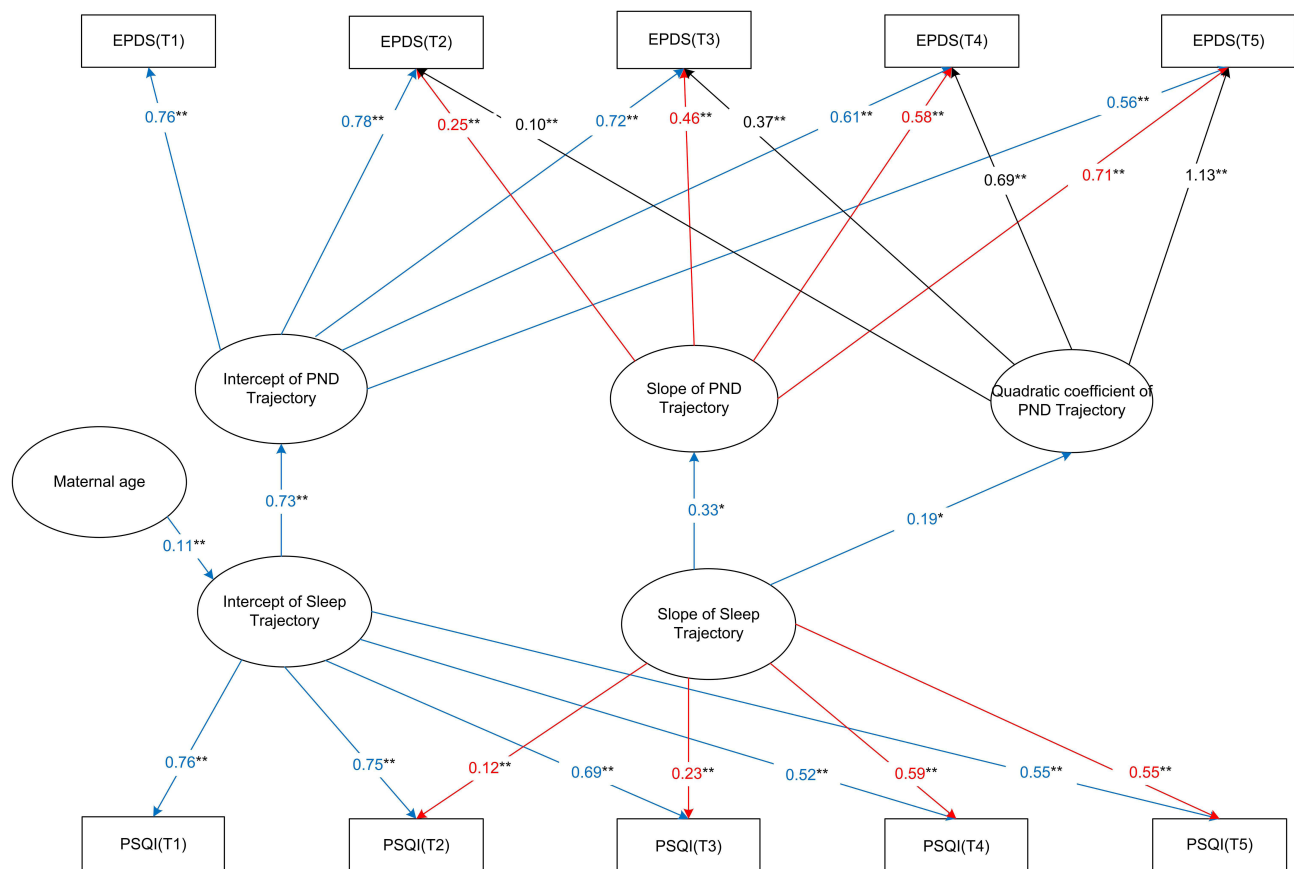 EPDS(T1)
EPDS(T2)
EPDS(T3)
EPDS(T4)
EPDS(T5)
0.76**
0.78**
0.25**
0.10**
0.72**
0.46**
0.37**
0.61**
0.58**
0.56**
0.69**
0.71**
1.13**
Intercept of PND
Trajectory
Slope of PND
Trajectory
Quadratic coefficient of
PND Trajectory
Maternal age
0.73**
0.33*
0.19*
0.11**
Intercept of Sleep
Trajectory
Slope of Sleep
Trajectory
0.76**
0.75**
0.12**
0.69**
0.23**
0.52**
0.59**
0.55**
0.55**
PSQI(T1)
PSQI(T2)
PSQI(T3)
PSQI(T4)
PSQI(T5)